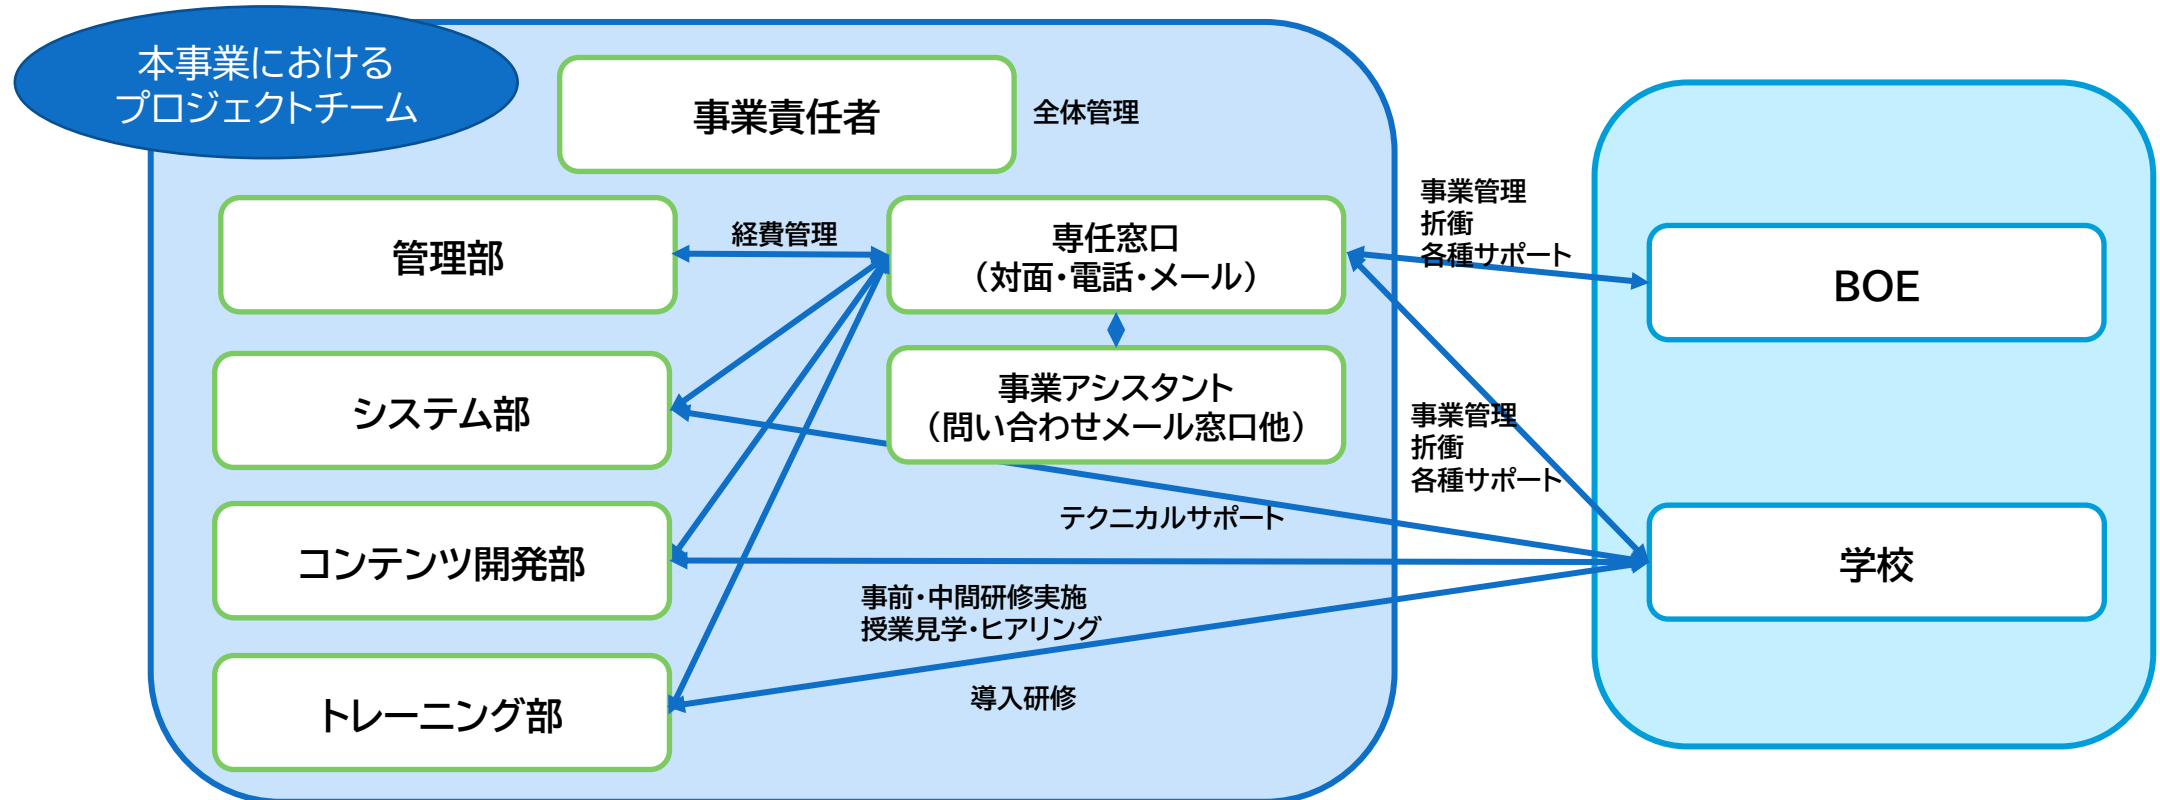 本事業における
プロジェクトチーム
事業責任者
全体管理
管理部
経費管理
専任窓口
（対面・電話・メール）
事業管理
折衝
各種サポート
BOE
システム部
事業アシスタント
（問い合わせメール窓口他）
事業管理
折衝
各種サポート
テクニカルサポート
コンテンツ開発部
学校
事前・中間研修実施
授業見学・ヒアリング
トレーニング部
導入研修